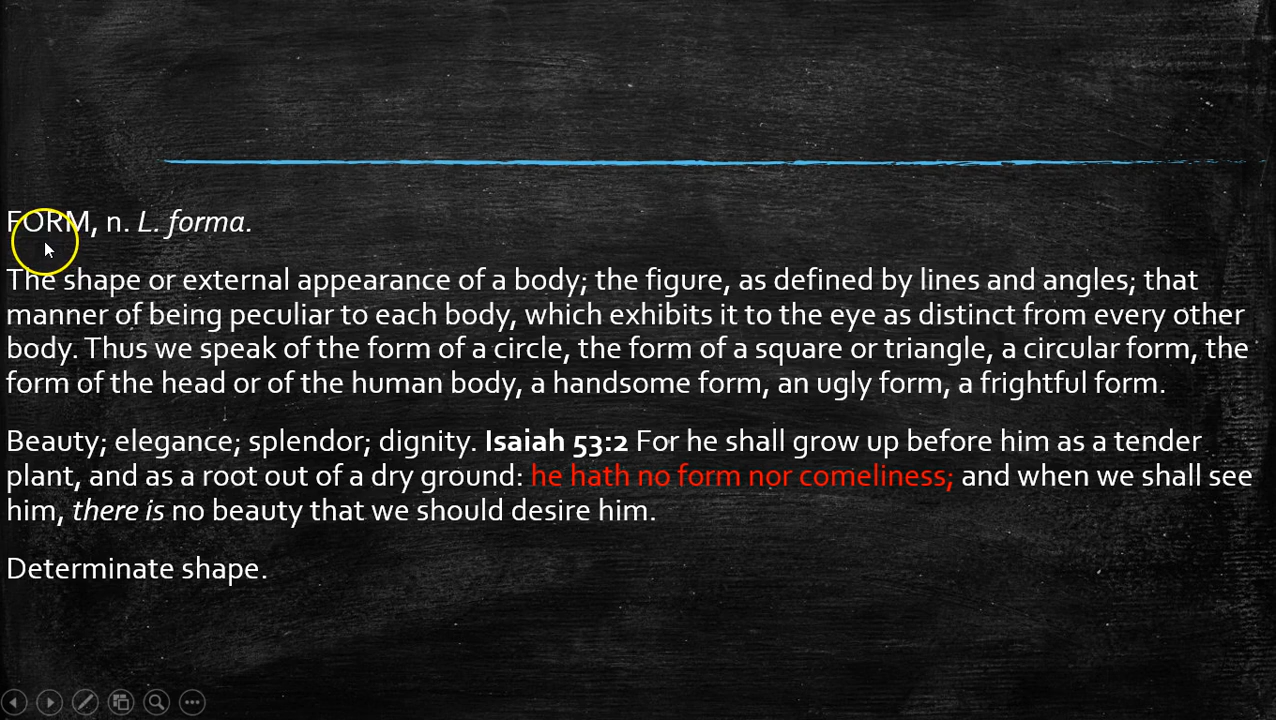 FORM, n. L. forma.
The shape or external appearance of a body; the figure, as defined by lines and angles; that
manner of being peculiar to each body, which exhibits it to the eye as distinct from every other
body. Thus we speak of the form of a circle, the form of a square or triangle, a circular form, the
form of the head or of the human body, a handsome form, an ugly form, a frightful form.
Beauty; elegance; splendor; dignity. Isaiah 53:2 For he shall grow up before him as a tender
plant, and as a root out of a dry ground: he hath no form nor comeliness; and when we shall see
him, there is no beauty that we should desire him.
Determinate shape.